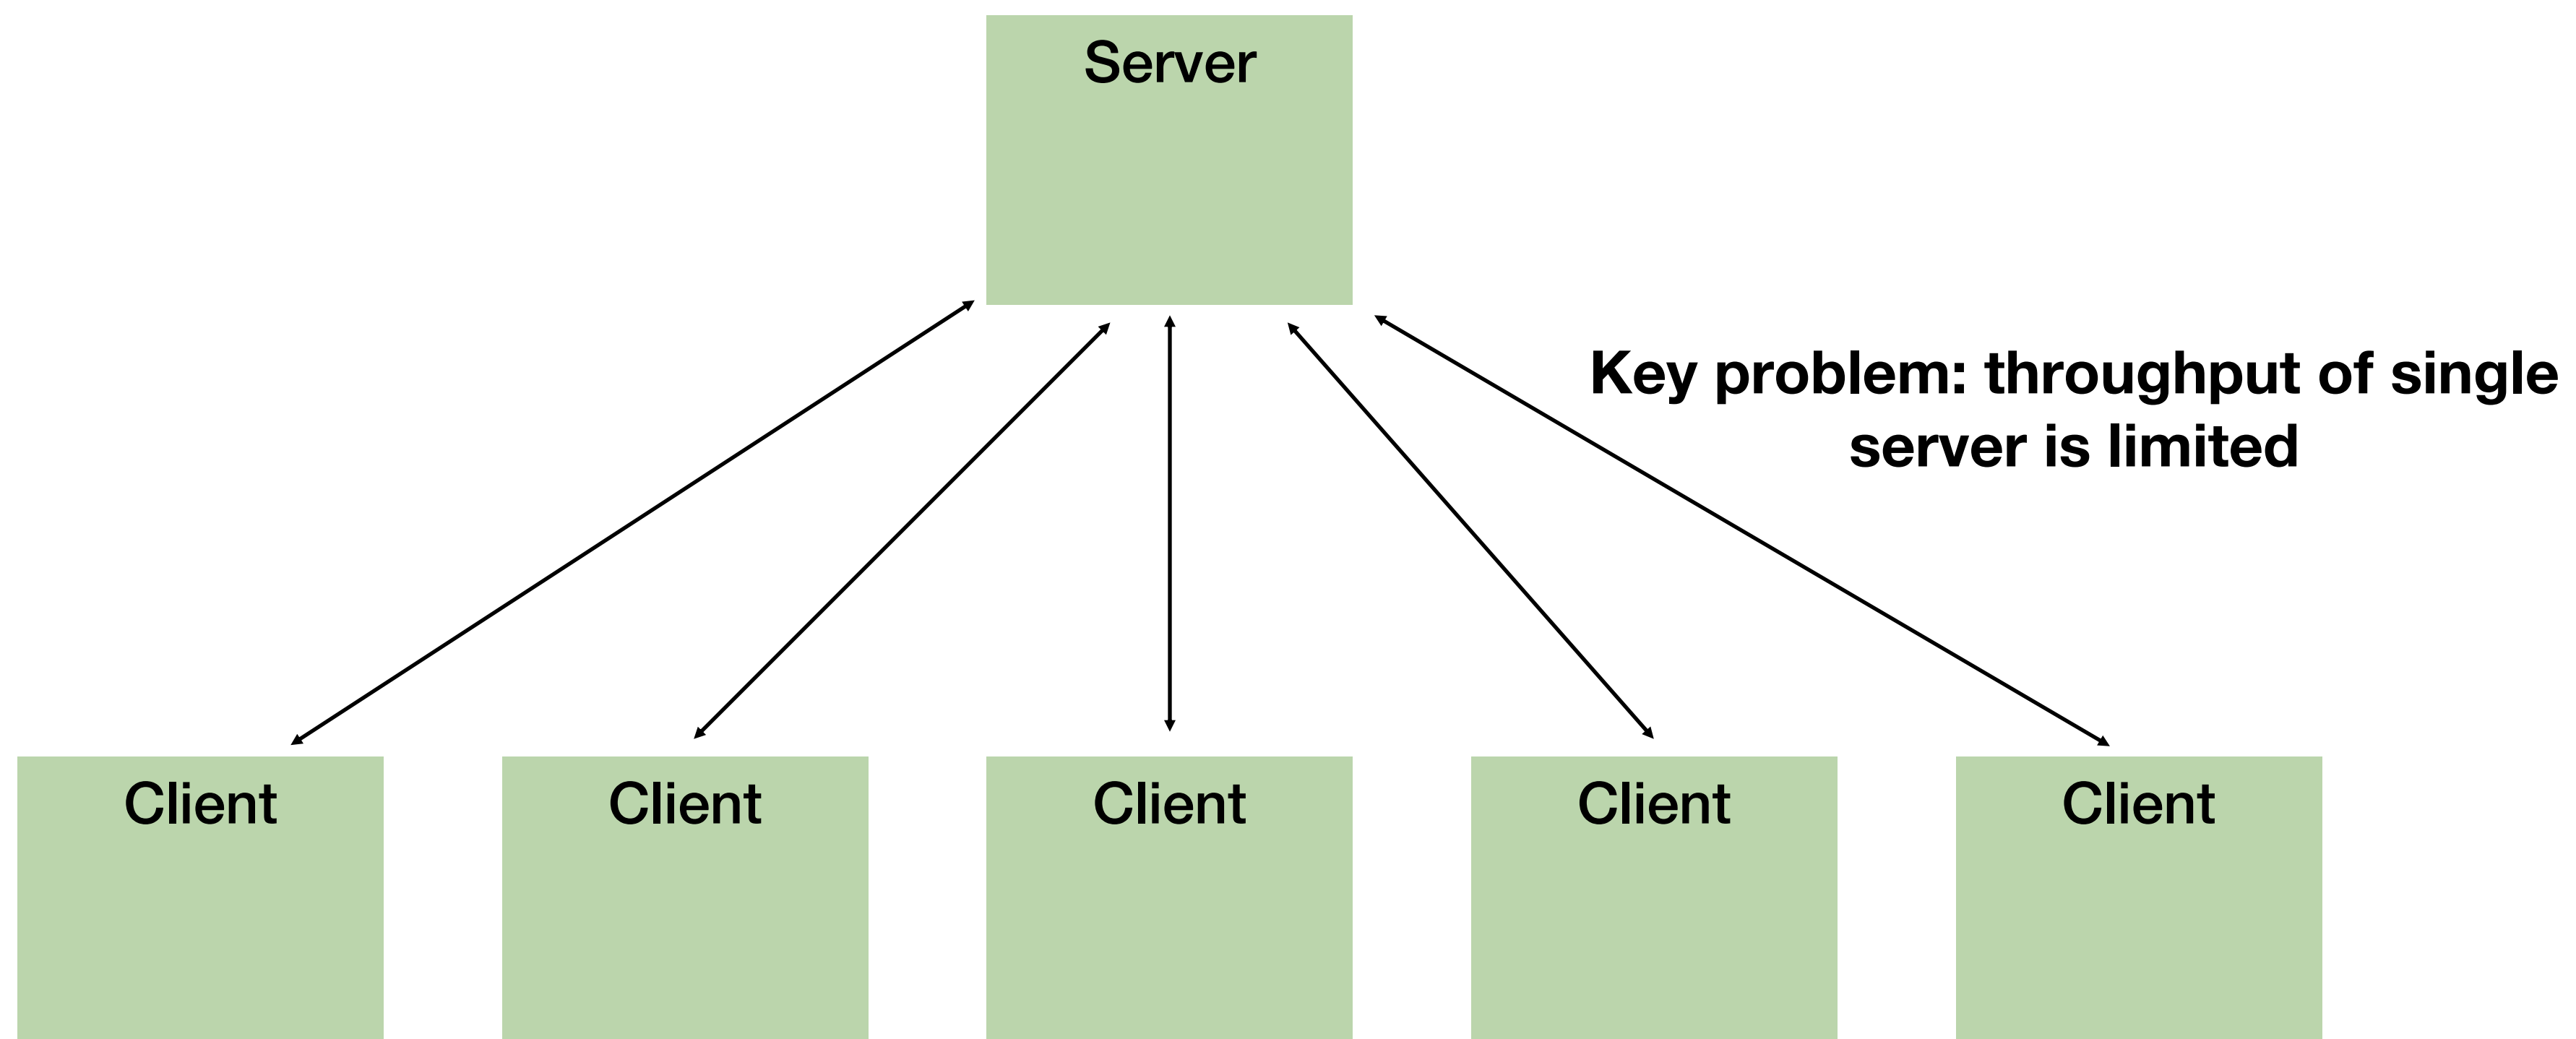 Server
Key problem: throughput of single
server is limited
Client
Client
Client
Client
Client